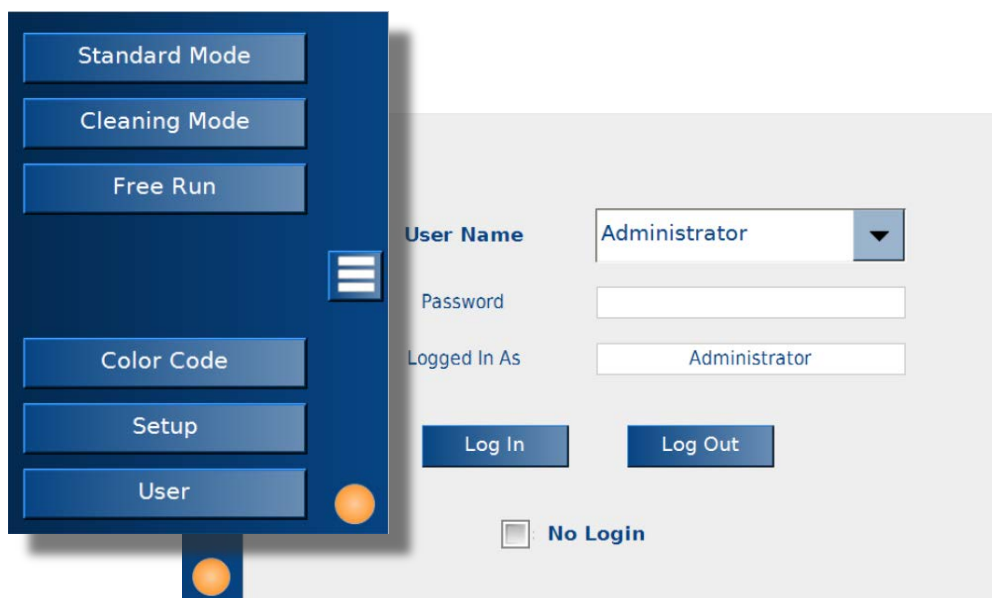 Standard Mode
Cleaning Mode
Free Run
Color Code
Setup
User
User Name
Administrator
Password
Logged In As
Administrator
Log In
Log Out
No Login